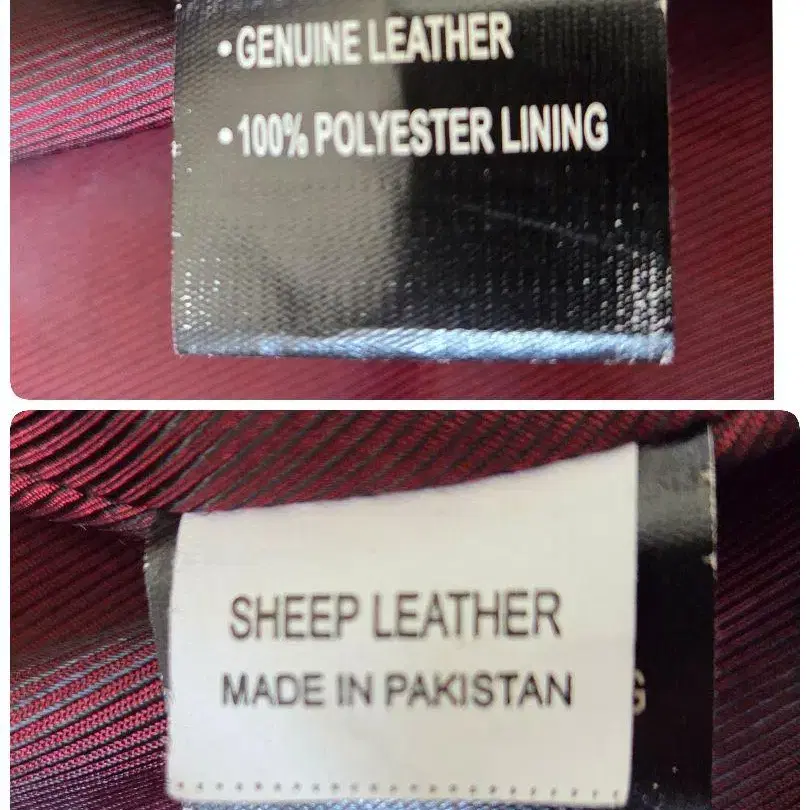 •GENUINE LEATHER
•100% POLYESTER LINING
SHEEP LEATHER
MADE IN PAKISTAN
G